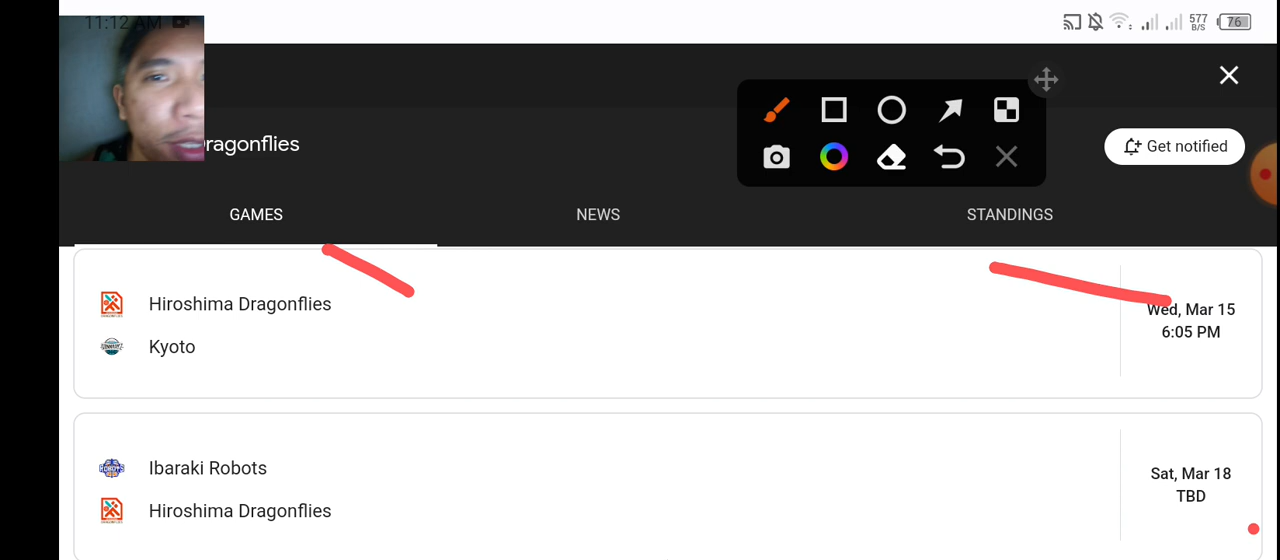 11:12 AM
577
B/S
76
ragonflies
Get notified
GAMES
NEWS
STANDINGS
Hiroshima Dragonflies
Kyoto
Wed, Mar 15
6:05 PM
Ibaraki Robots
Hiroshima Dragonflies
Sat, Mar 18
TBD